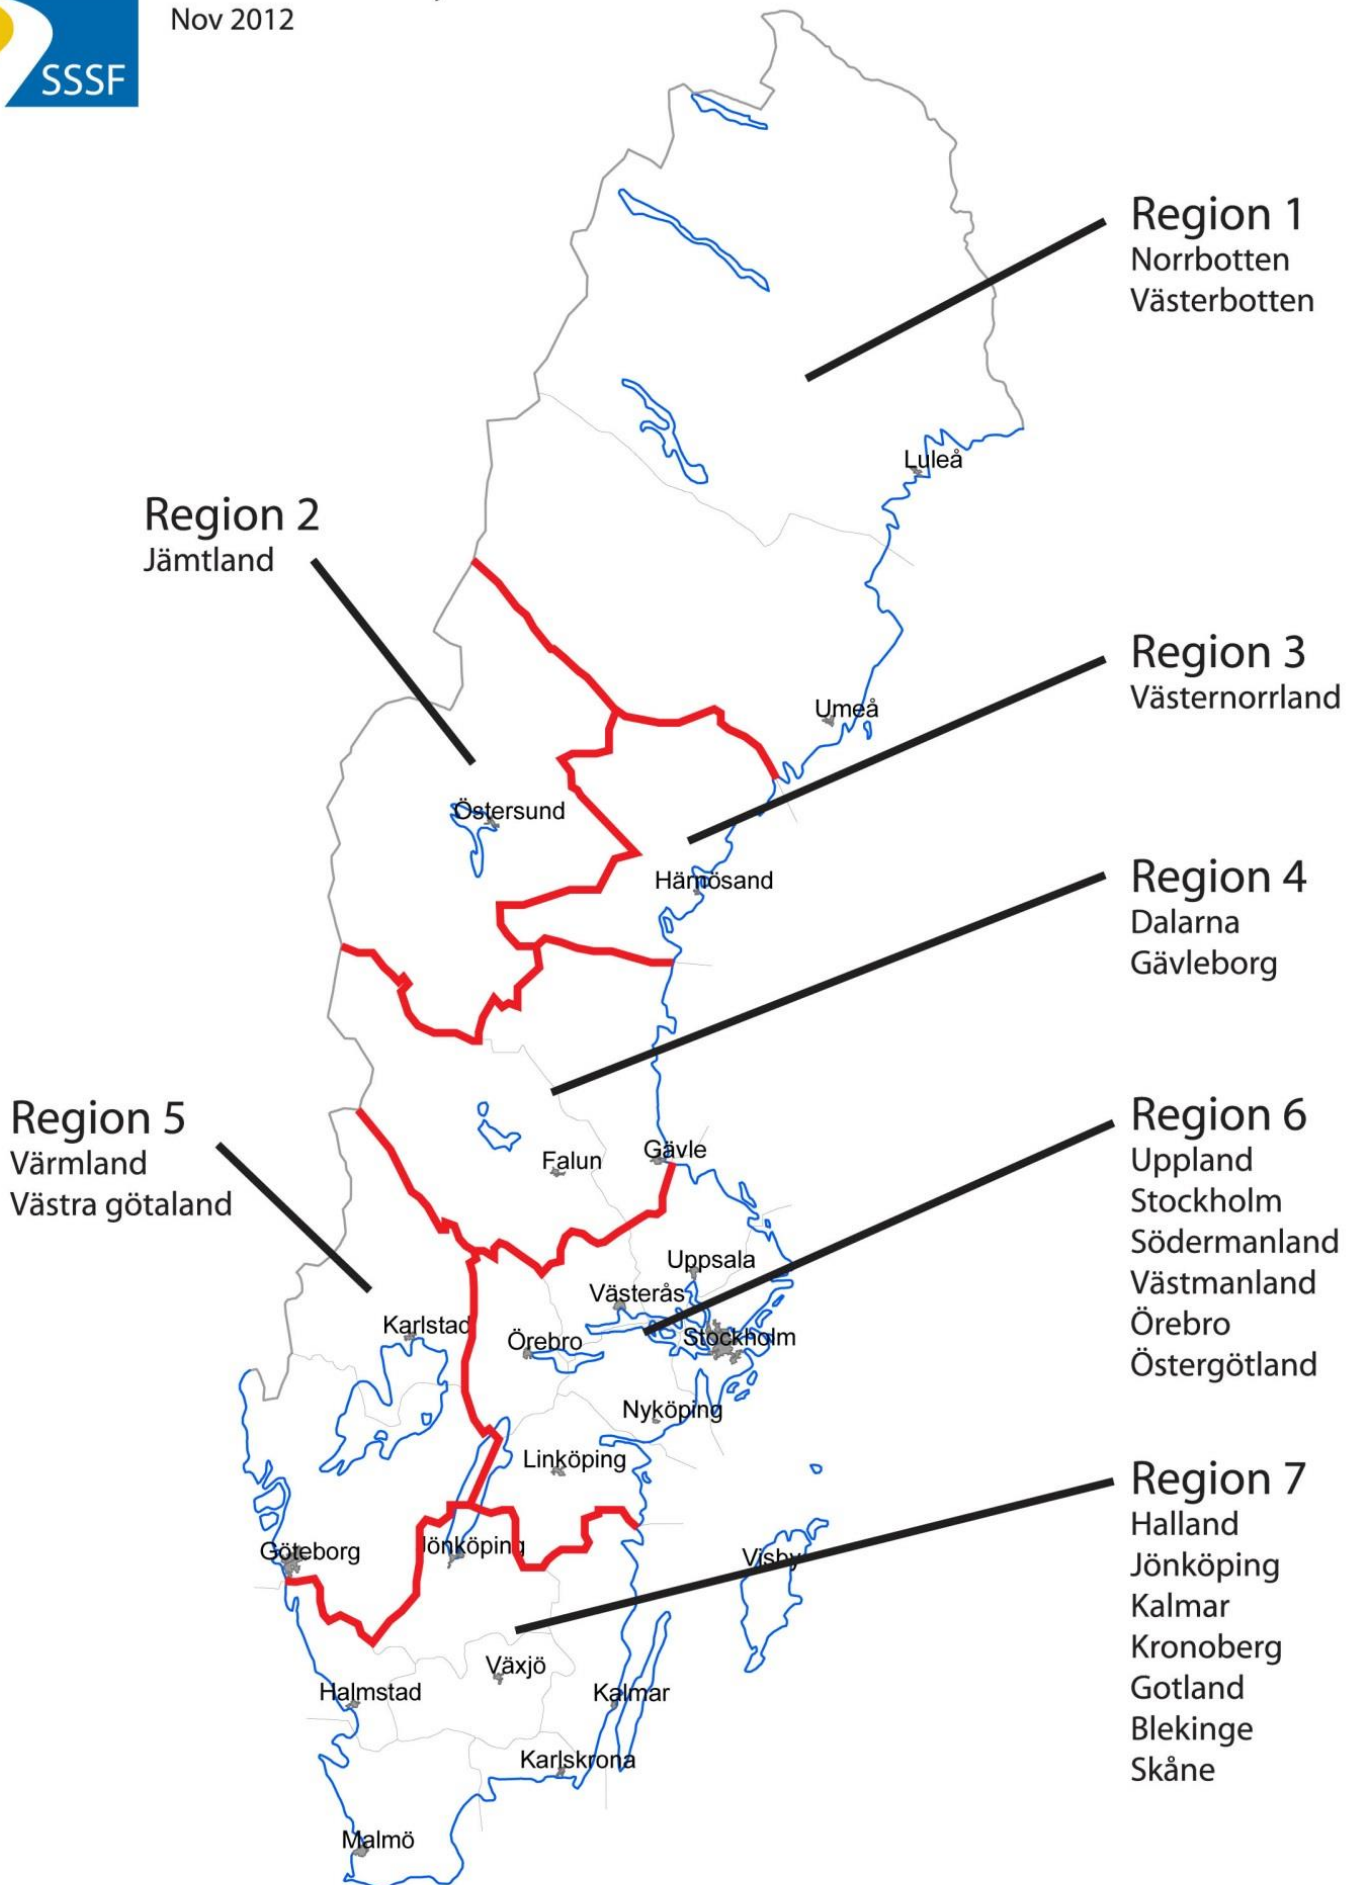 Nov 2012
SSSF
Region 1
Norrbotten
Västerbotten
Luleå
Region 2
Jämtland
Region 3
Västernorrland
Umeå
Östersund
Härnösand
Region 4
Dalarna
Gävleborg
Region 5
Värmland
Västra götaland
Falun
Gävle
Region 6
Uppland
Stockholm
Södermanland
Västmanland
Örebro
Östergötland
Uppsala
Västerås
Karlstad
Örebro
Stockholm
Nyköping
Linköping
Region 7
Halland
Jönköping
Kalmar
Kronoberg
Gotland
Blekinge
Skåne
Göteborg
Jönköping
Visby
Växjö
Halmstad
Kalmar
Karlskrona
Malmö